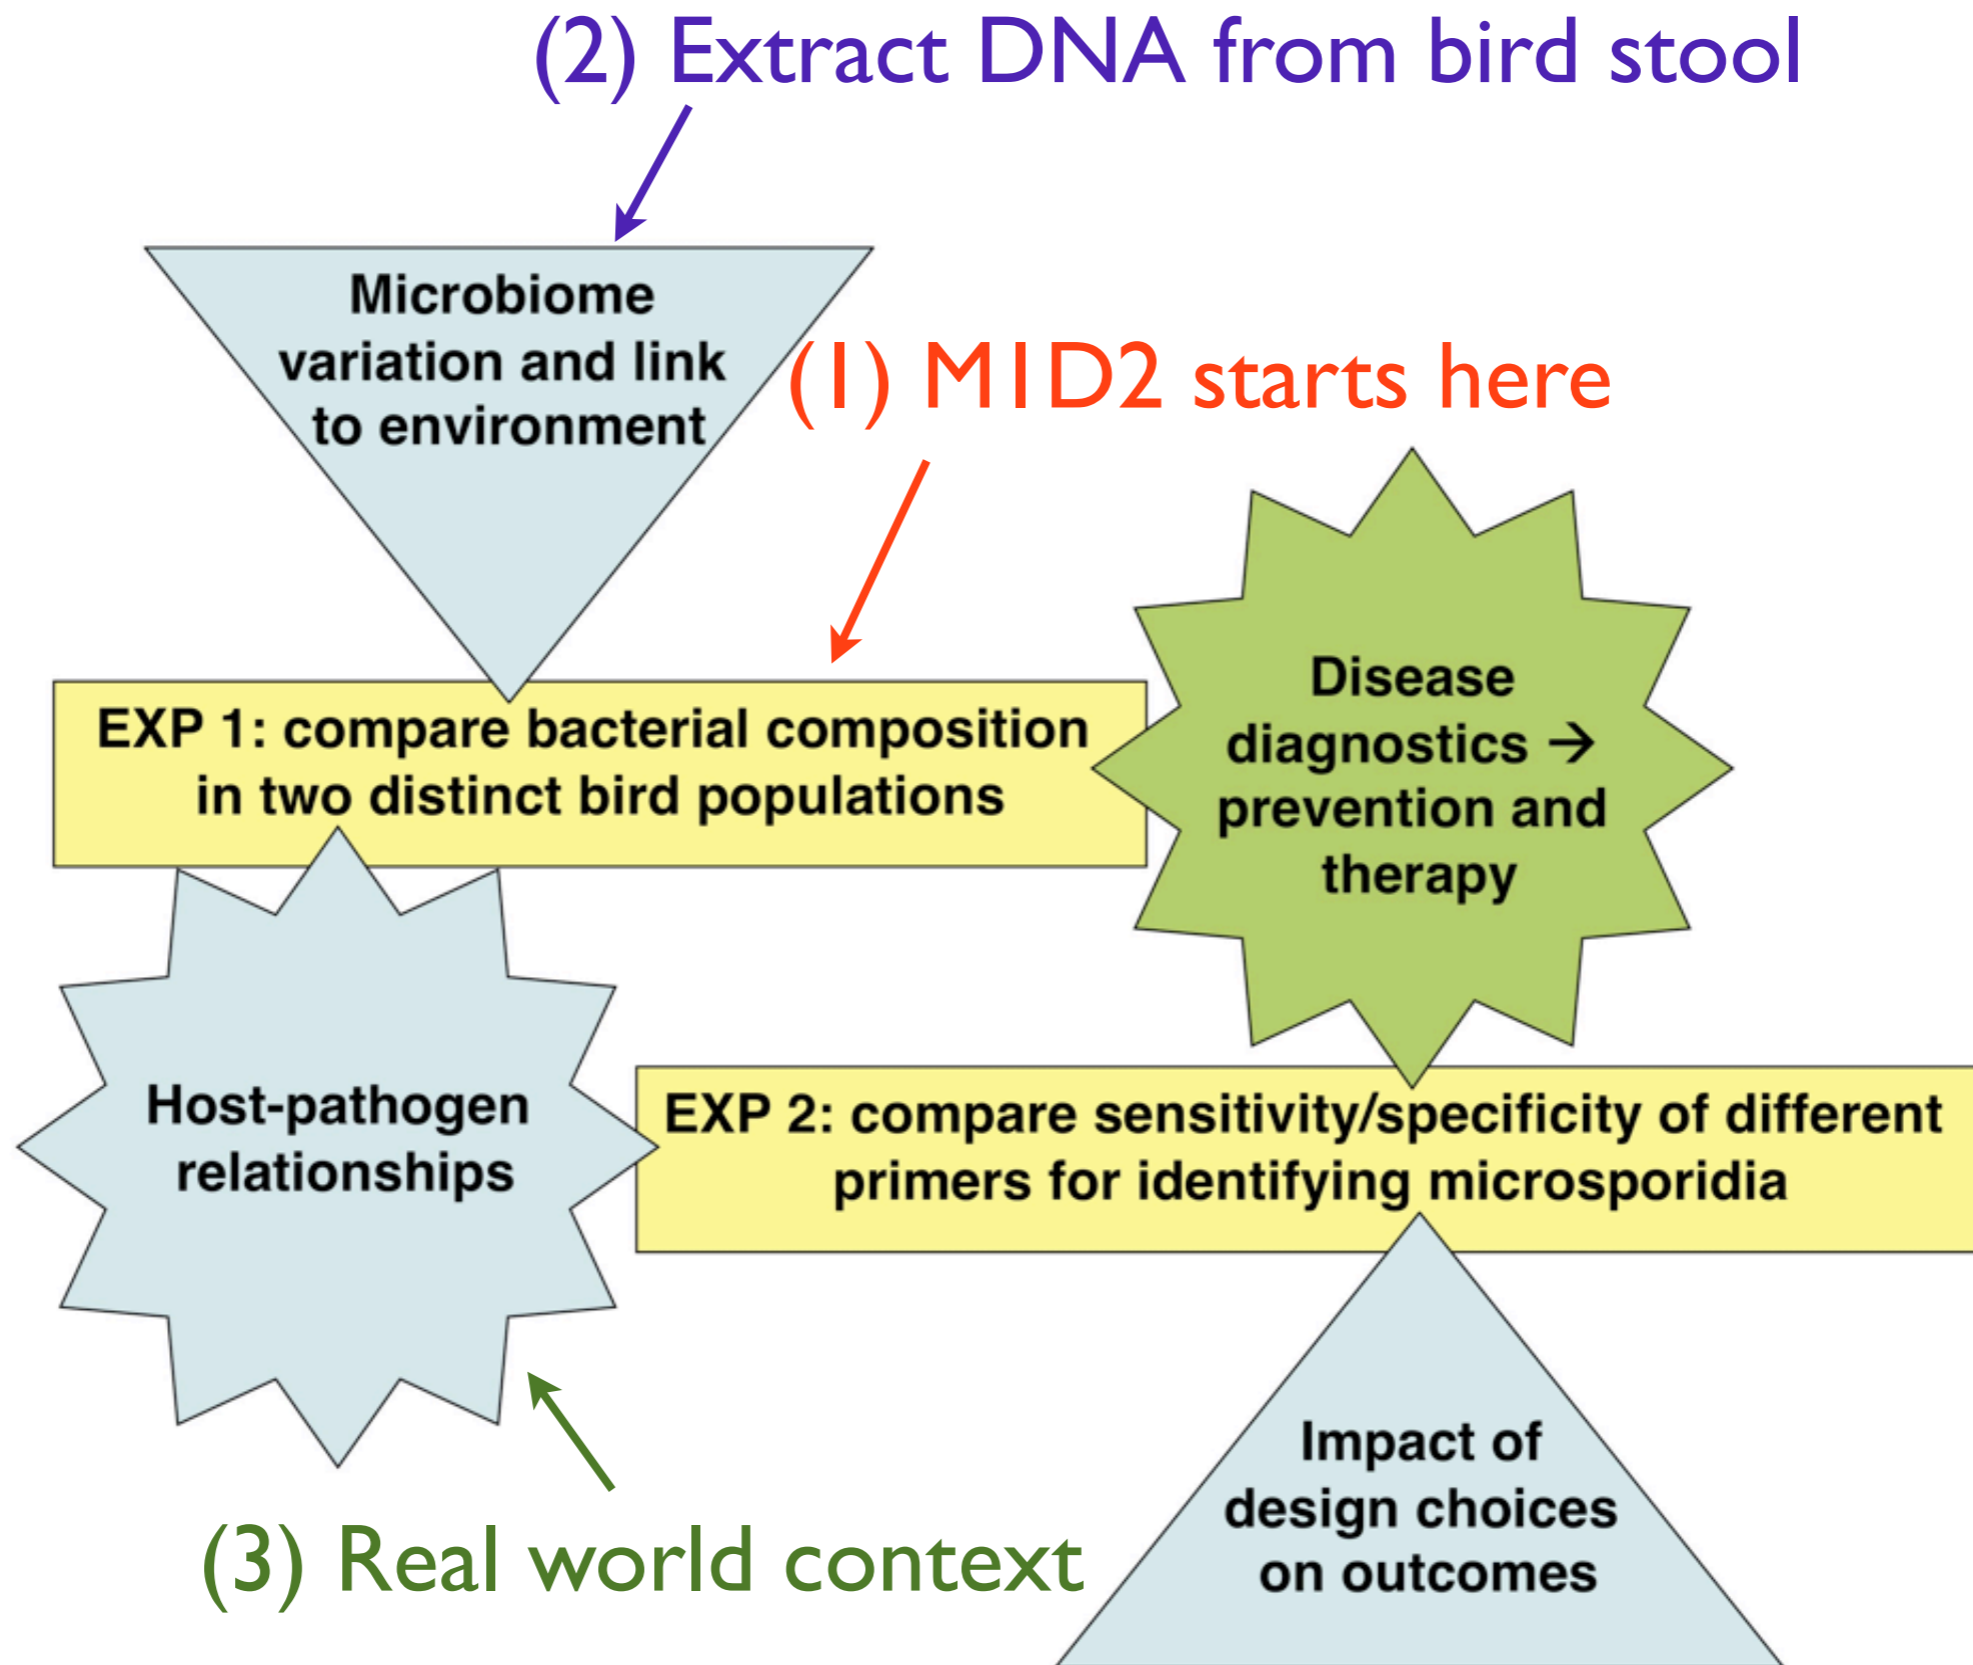 (2) Extract DNA from bird stool
Microbiome
variation and link
to environment
(1) M1D2 starts here
EXP 1: compare bacterial composition
in two distinct bird populations
Disease
diagnostics →
prevention and
therapy
Host-pathogen
relationships
EXP 2: compare sensitivity/specificity of different
primers for identifying microsporidia
(3) Real world context
Impact of
design choices
on outcomes